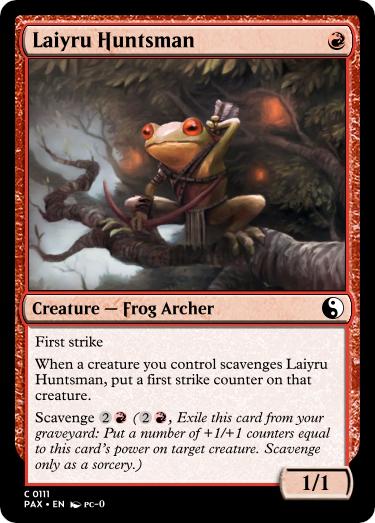 Laiyru Huntsman
Creature — Frog Archer
First strike
When a creature you control scavenges Laiyru
Huntsman, put a first strike counter on that
creature.
Scavenge 2 (2, Exile this card from your
graveyard: Put a number of +1/+1 counters equal
to this card's power on target creature. Scavenge
only as a sorcery.)
1/1
C 0111
PAX • EN PC-0